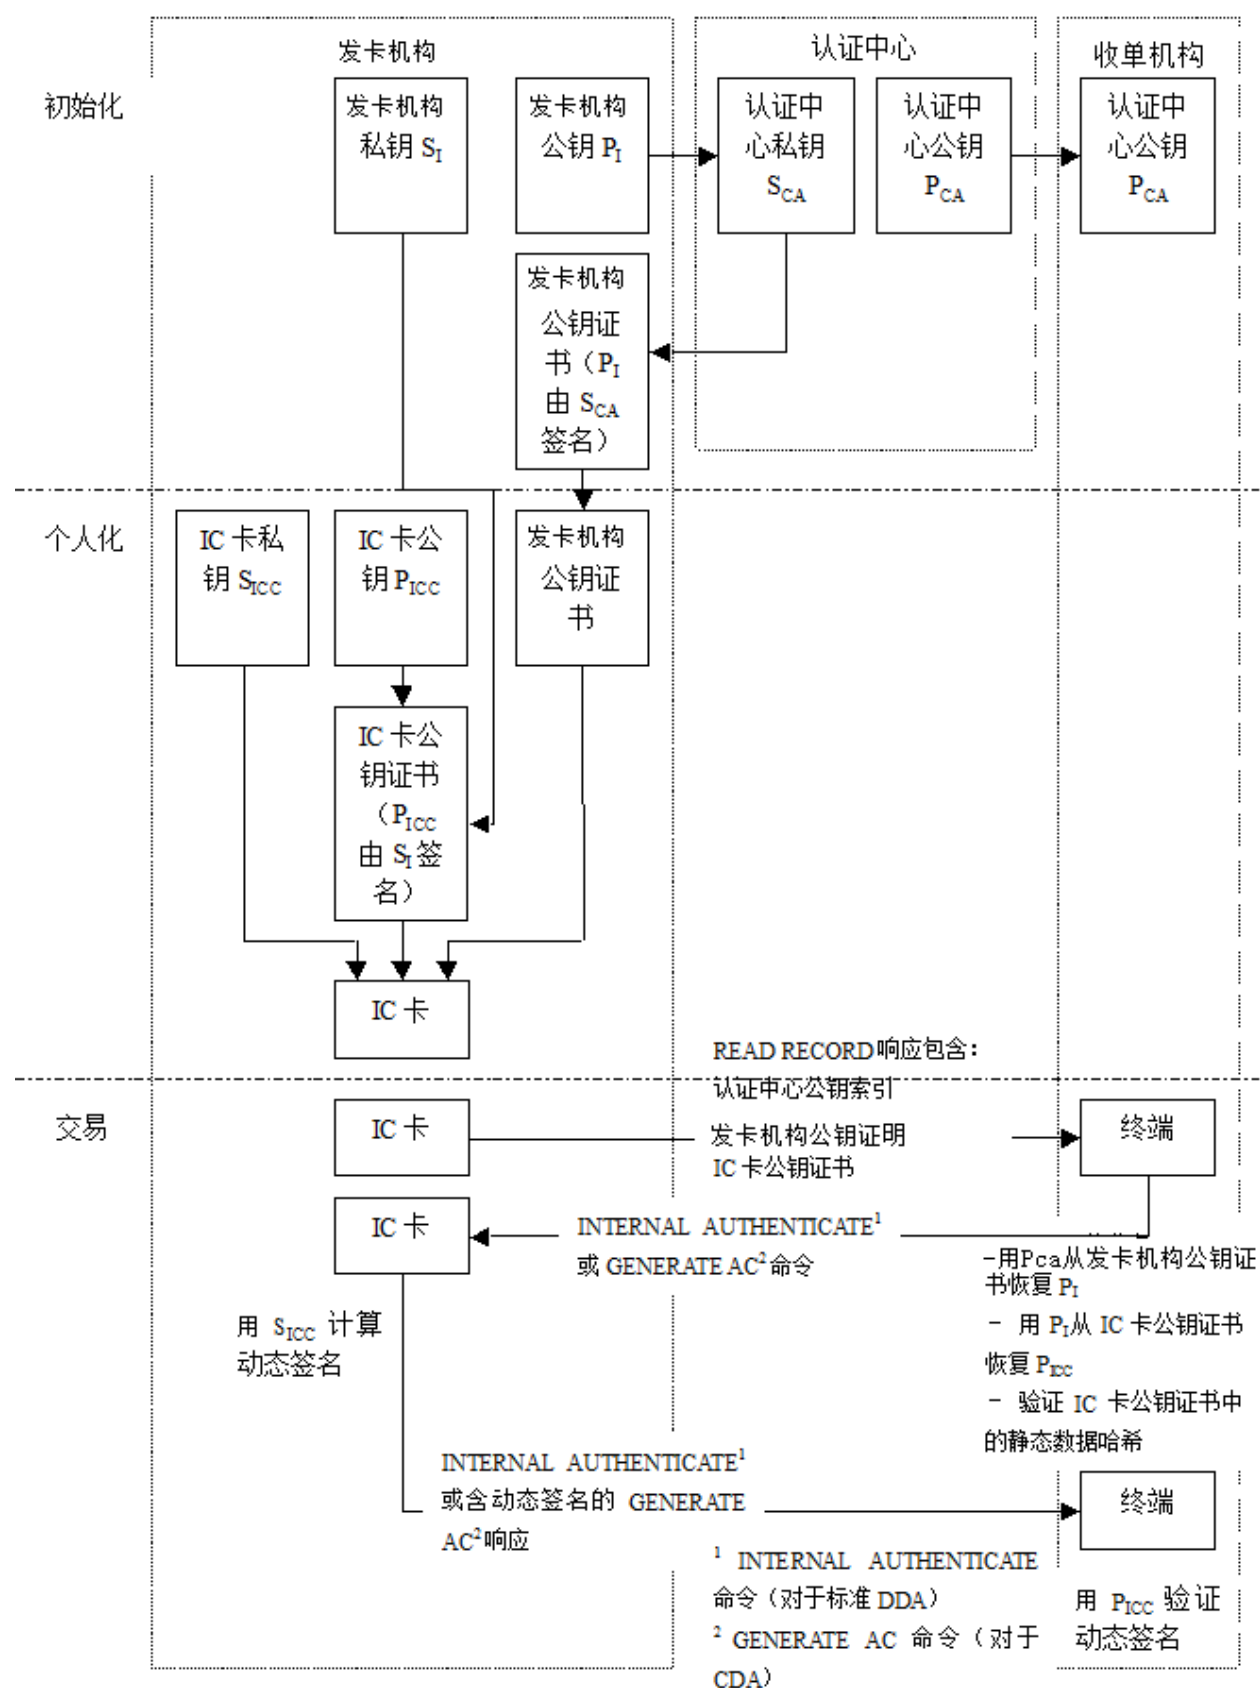 发卡机构
认证中心
收单机构
初始化
发卡机构
私钥 SI
发卡机构
公钥 PI
认证中
心私钥
SCA
认证中
心公钥
PCA
认证中
心公钥
PCA
发卡机构
公钥证
书（PI
由 SCA
签名）
个人化
IC 卡私
钥 SICC
IC 卡公
钥 PICC
发卡机构
公钥证
书
IC 卡公
钥证书
（PICC
由 SI 签
名）
IC 卡
READ RECORD 响应包含：
认证中心公钥索引
交易
IC 卡
发卡机构公钥证明
IC 卡公钥证书
终端
IC 卡
INTERNAL AUTHENTICATE1
或 GENERATE AC2 命令
－用Pca从发卡机构公钥证
书恢复 PI
－ 用 PI从 IC 卡公钥证书
恢复 PICC
－ 验证 IC 卡公钥证书中
的静态数据哈希
用 SICC 计算
动态签名
INTERNAL AUTHENTICATE1
或含动态签名的 GENERATE
AC2 响应
终端
1 INTERNAL AUTHENTICATE
命令（对于标准 DDA）
2 GENERATE AC 命令（对于
CDA）
用 PICC 验证
动态签名